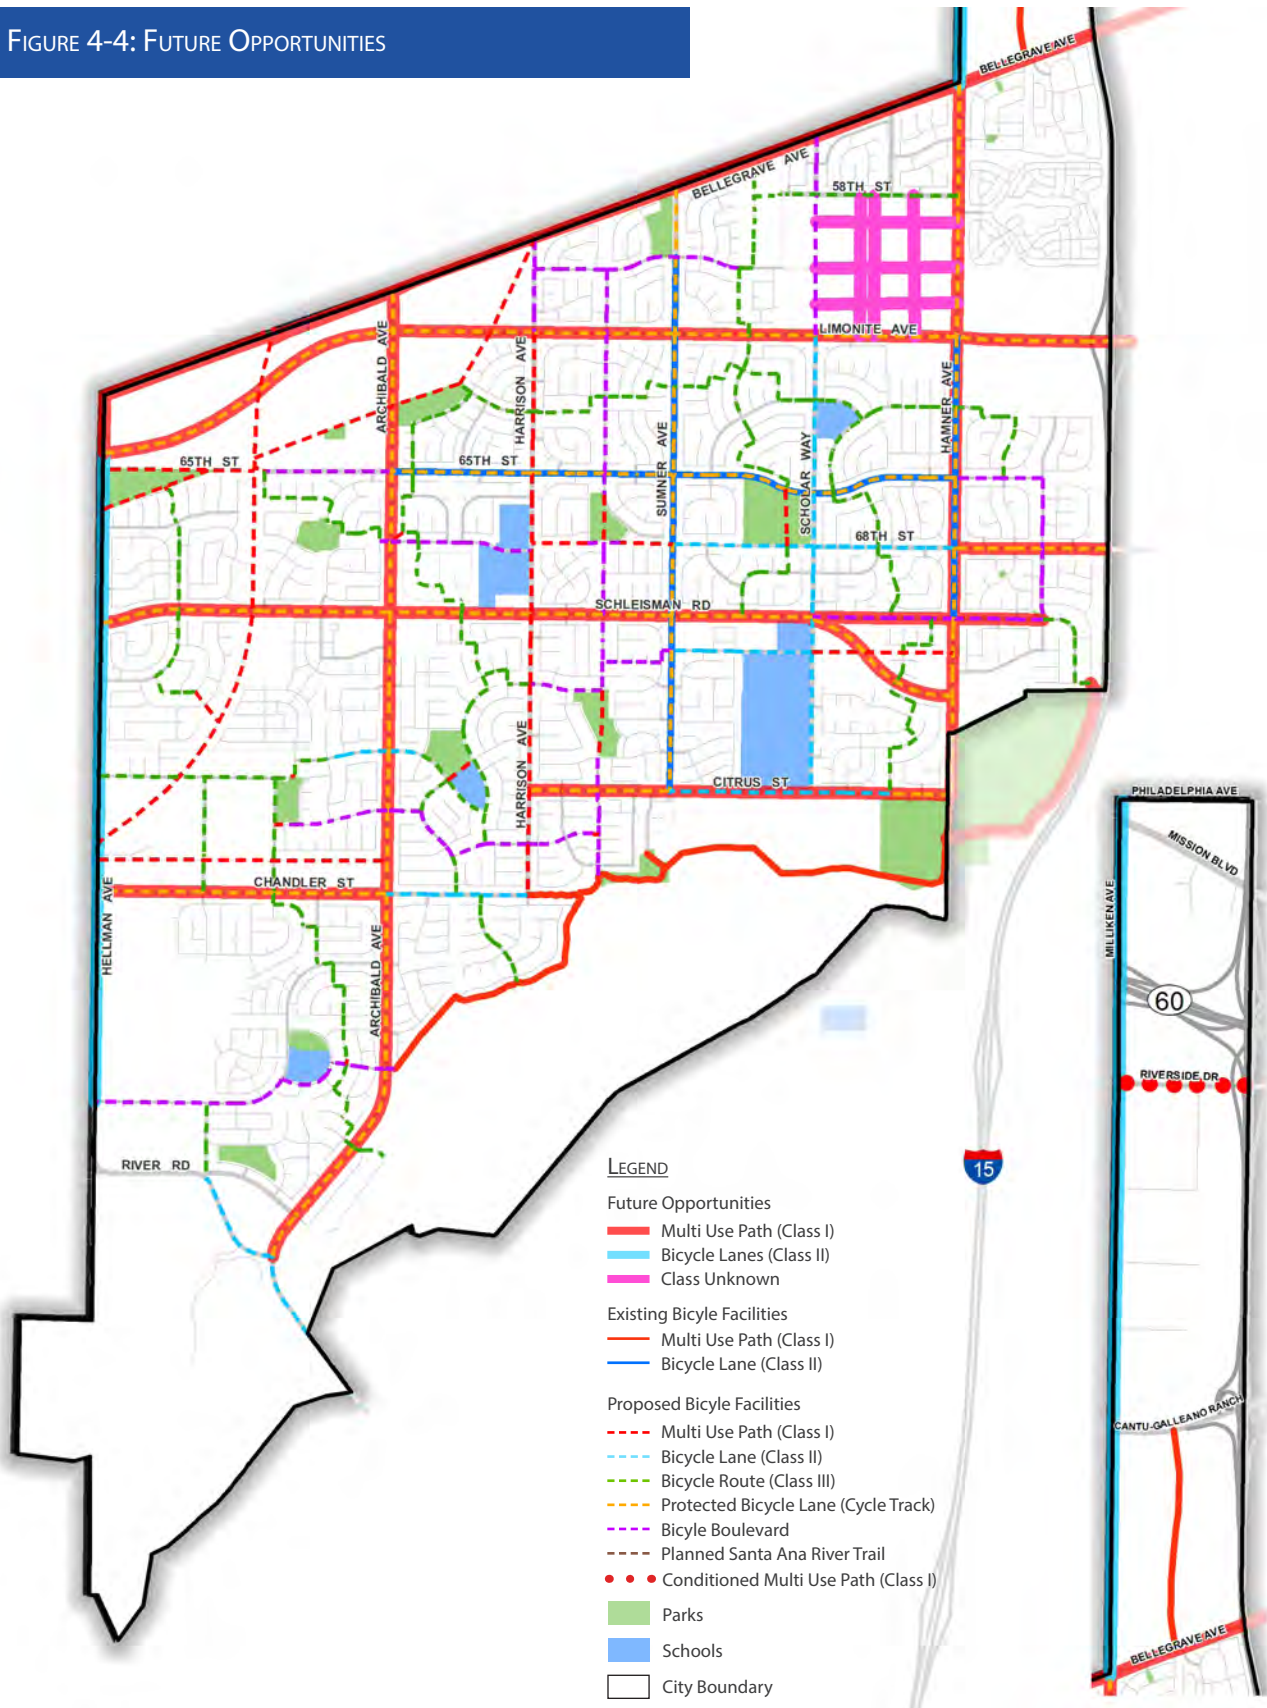 FIGURE 4-4: FUTURE OPPORTUNITIES
BELLEGRAVE AVE
BELLEGRAVE AVE
58TH ST
LIMONITE AVE
ARCHIBALD AVE
HARRISON AVE
HAMNER AVE
SUMNER AVE
SCHOLAR WAY
65TH ST
65TH ST
68TH ST
SCHLEISMAN RD
HARRISON AVE
CITRUS ST
PHILADELPHIA AVE
MISSION BLVD
MILLIKEN AVE
CHANDLER ST
HELLMAN AVE
ARCHIBALD AVE
60
RIVERSIDE DR
RIVER RD
15
CANTU-GALLEANO RANCH
BELLEGRAVE AVE
LEGEND
Future Opportunities
Multi Use Path (Class I)
Bicycle Lanes (Class II)
Class Unknown
Existing Bicyle Facilities
Multi Use Path (Class I)
Bicycle Lane (Class II)
Proposed Bicyle Facilities
Multi Use Path (Class I)
Bicycle Lane (Class II)
Bicycle Route (Class III)
Protected Bicycle Lane (Cycle Track)
Bicyle Boulevard
Planned Santa Ana River Trail
Conditioned Multi Use Path (Class I)
Parks
Schools
City Boundary